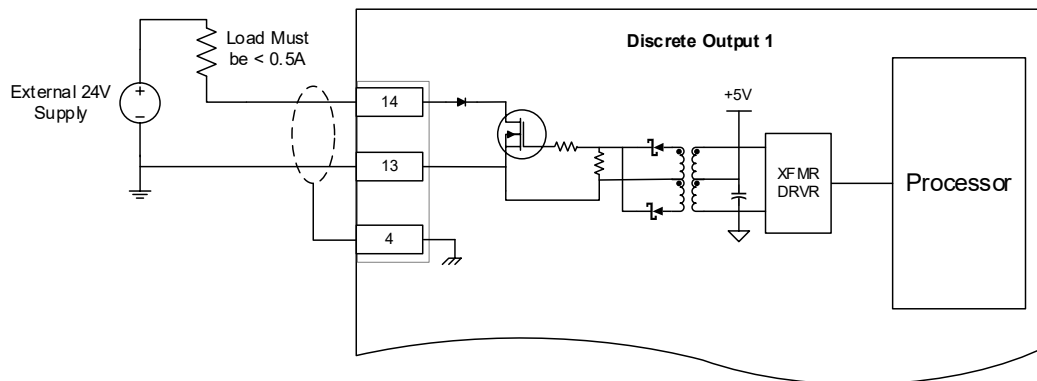 Discrete Output 1
Load Must
be < 0.5A
External 24V
Supply
+
−
14
13
4
+5V
XFMR
DRVR
Processor